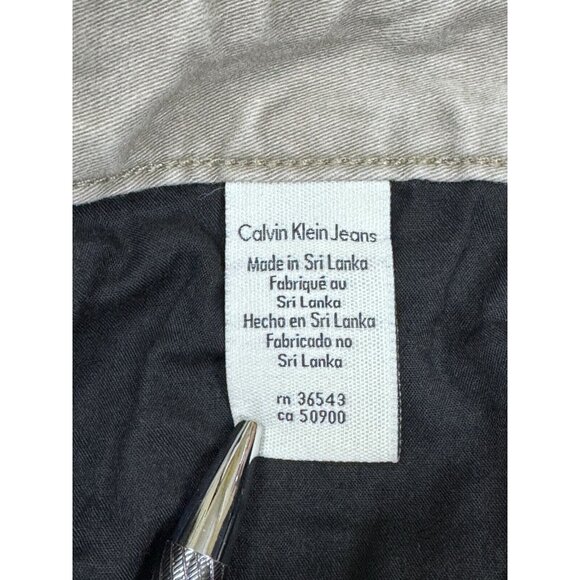 Calvin Klein Jeans
Made in Sri Lanka
Fabriqué au
Sri Lanka
Hecho en Sri Lanka
Fabricado no
Sri Lanka
rn 36543
ca 50900